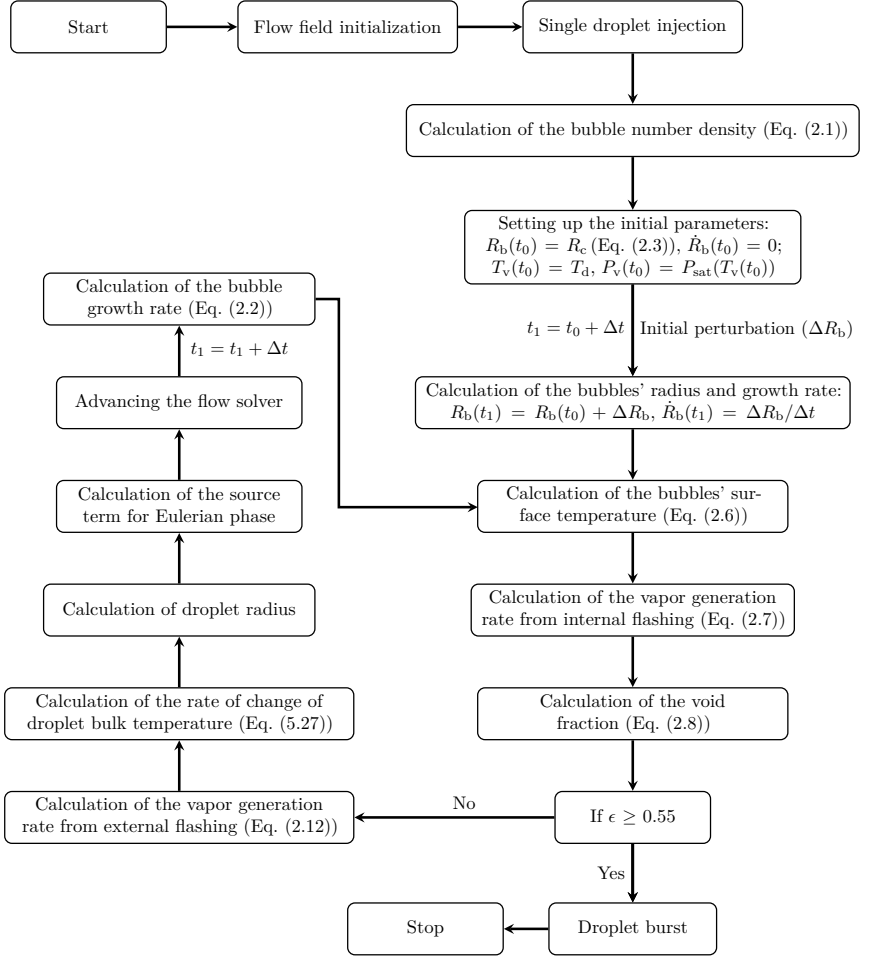 Start
Flow field initialization
Single droplet injection
Calculation of the bubble number density (Eq. (2.1))
Setting up the initial parameters:
R_b(t_0) = R_c (Eq. (2.3)), Ṙ_b(t_0) = 0;
T_v(t_0) = T_d, P_v(t_0) = P_sat(T_v(t_0))
t_1 = t_0 + Δt
Initial perturbation (ΔR_b)
Calculation of the bubbles' radius and growth rate:
R_b(t_1) = R_b(t_0) + ΔR_b, Ṙ_b(t_1) = ΔR_b/Δt
Calculation of the bubbles' sur-
face temperature (Eq. (2.6))
Calculation of the vapor generation
rate from internal flashing (Eq. (2.7))
Calculation of the void
fraction (Eq. (2.8))
If ϵ ≥ 0.55
No
Yes
Droplet burst
Stop
Calculation of the vapor generation
rate from external flashing (Eq. (2.12))
Calculation of the rate of change of
droplet bulk temperature (Eq. (5.27))
Calculation of droplet radius
Calculation of the source
term for Eulerian phase
Advancing the flow solver
t_1 = t_1 + Δt
Calculation of the bubble
growth rate (Eq. (2.2))